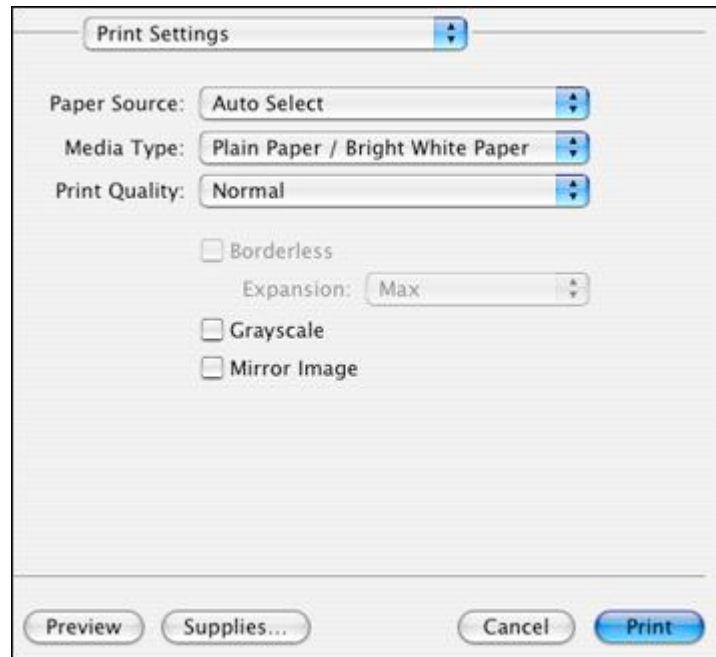 Print Settings
Paper Source: Auto Select
Media Type: Plain Paper / Bright White Paper
Print Quality: Normal
Borderless
Expansion: Max
Grayscale
Mirror Image
Preview Supplies... Cancel Print